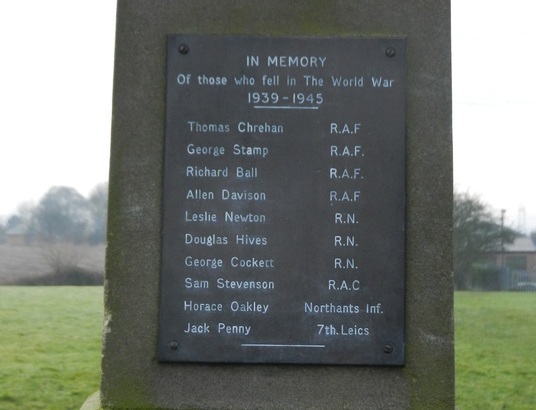 IN MEMORY
Of those who fell in The World War
1939-1945
Thomas Chrehan R.A.F
George Stamp R.A.F.
Richard Ball R.A.F.
Allen Davison R.A.F
Leslie Newton R.N.
Douglas Hives R.N.
George Cockett R.N.
Sam Stevenson R.A.C
Horace Oakley Northants Inf.
Jack Penny 7th.Leics